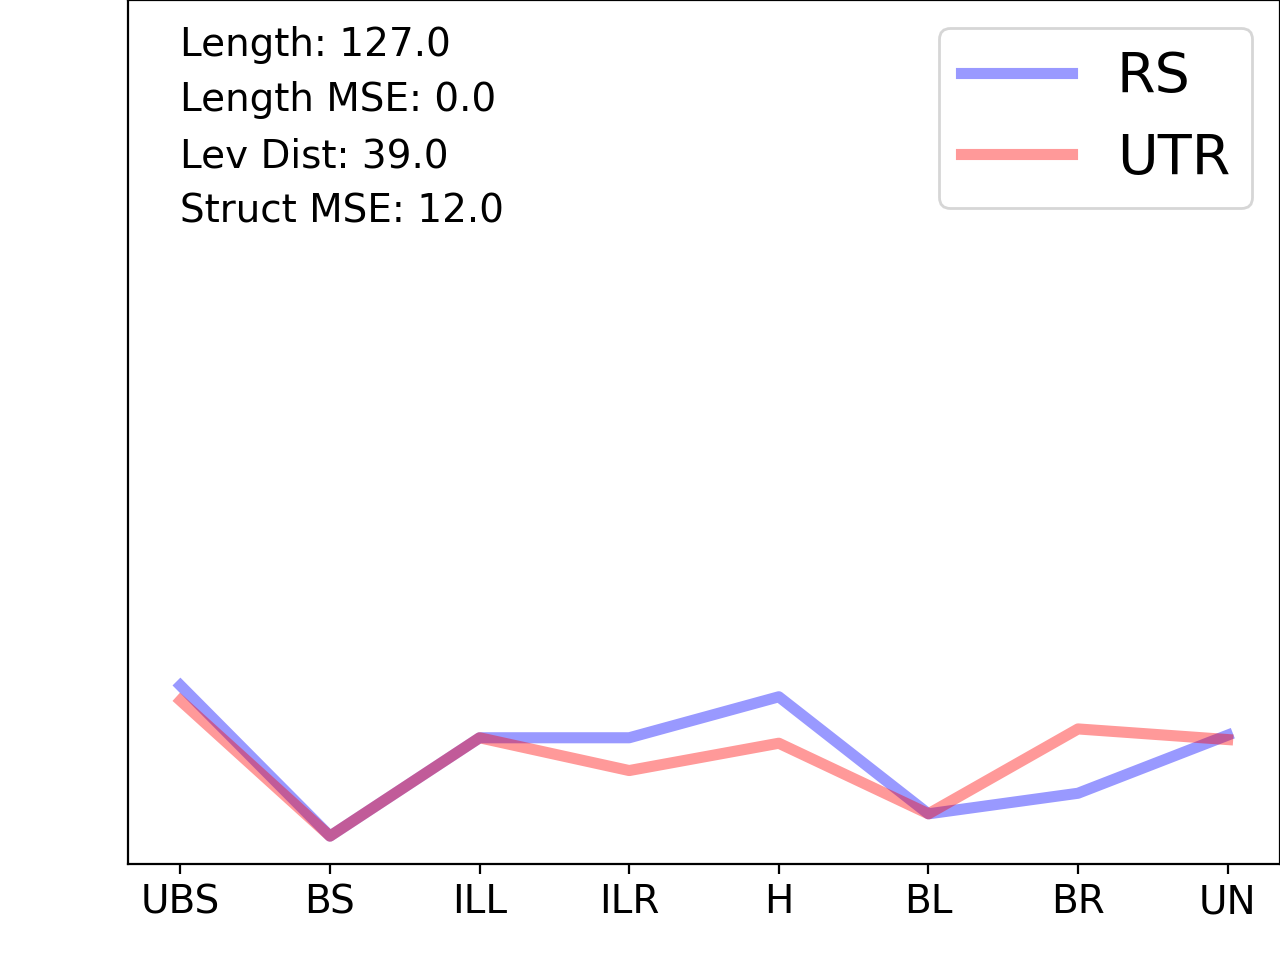 Length: 127.0
Length MSE: 0.0
Lev Dist: 39.0
Struct MSE: 12.0
RS
UTR
UBS BS ILL ILR H BL BR UN